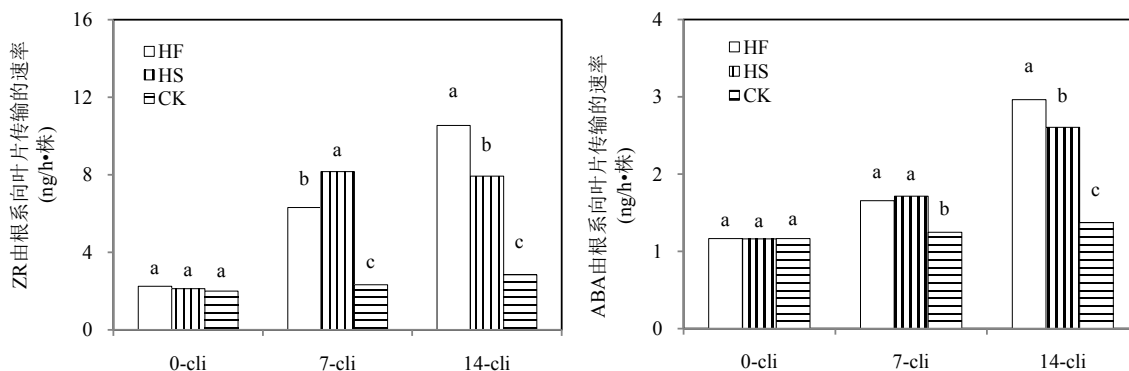 ZR由根系向叶片传输的速率
(ng/h•株)
16
12
8
4
0
HF
HS
CK
a
a
a
b
a
c
a
b
c
0-cli
7-cli
14-cli
ABA由根系向叶片传输的速率
(ng/h•株)
4
3
2
1
0
HF
HS
CK
a
a
a
a
a
b
a
b
c
0-cli
7-cli
14-cli